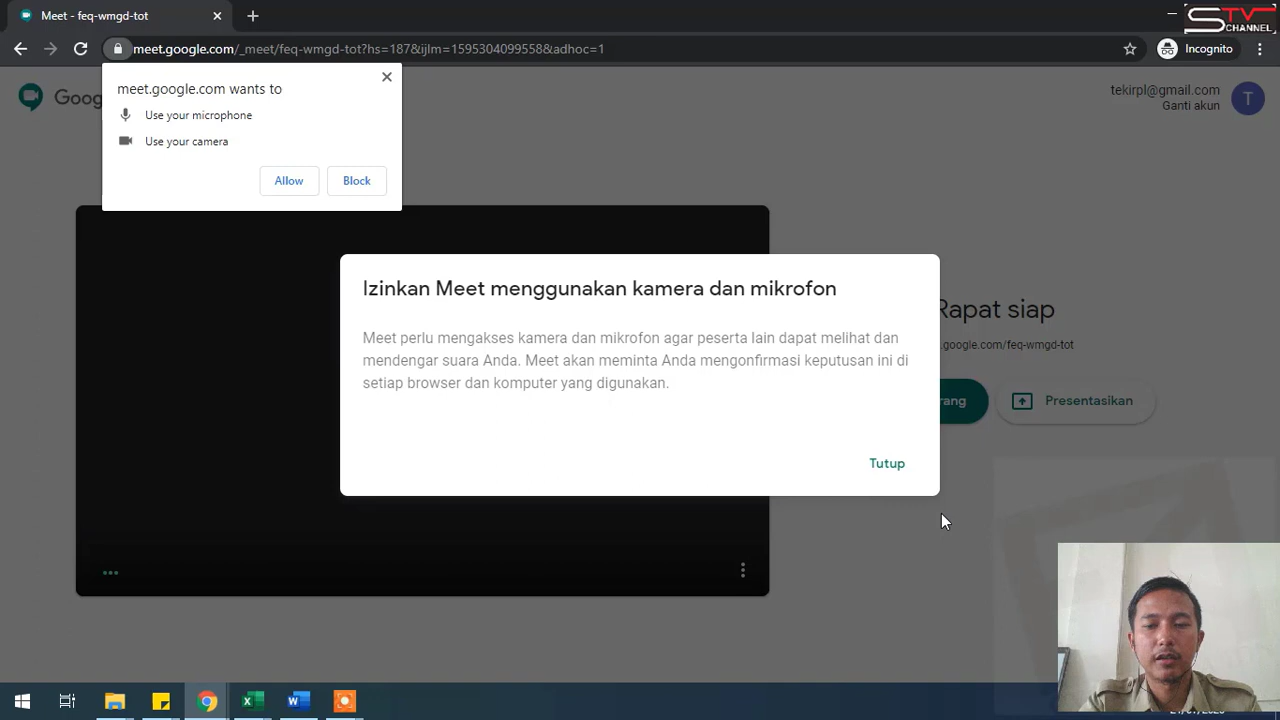 Meet - feq-wmgd-tot
STV
CHANNEL
meet.google.com/_meet/feq-wmgd-tot?hs=187&ijlm=1595304099558&adhoc=1
Incognito
meet.google.com wants to
Use your microphone
Use your camera
Allow
Block
Goog
tekirpl@gmail.com
Ganti akun
T
Izinkan Meet menggunakan kamera dan mikrofon
Meet perlu mengakses kamera dan mikrofon agar peserta lain dapat melihat dan
mendengar suara Anda. Meet akan meminta Anda mengonfirmasi keputusan ini di
setiap browser dan komputer yang digunakan.
Tutup
Rapat siap
.google.com/feq-wmgd-tot
rang
Presentasikan